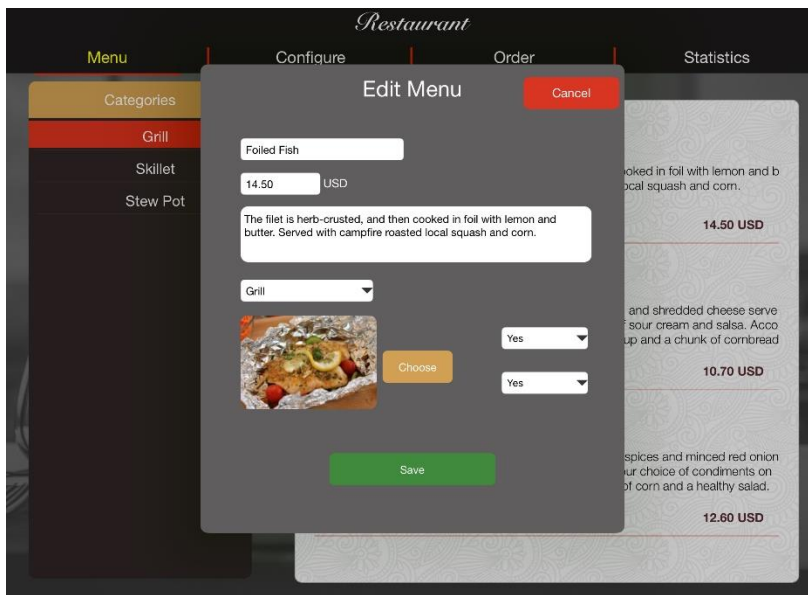 Restaurant
Menu
Configure
Order
Statistics
Edit Menu
Cancel
Categories
Grill
Skillet
Stew Pot
Foiled Fish
14.50
USD
The filet is herb-crusted, and then cooked in foil with lemon and
butter. Served with campfire roasted local squash and corn.
Grill
Choose
Yes
Yes
Save
in foil with lemon and b
squash and corn.
14.50 USD
and shredded cheese serve
sour cream and salsa. Acco
up and a chunk of cornbread
10.70 USD
spices and minced red onion
choice of condiments on
of corn and a healthy salad.
12.60 USD